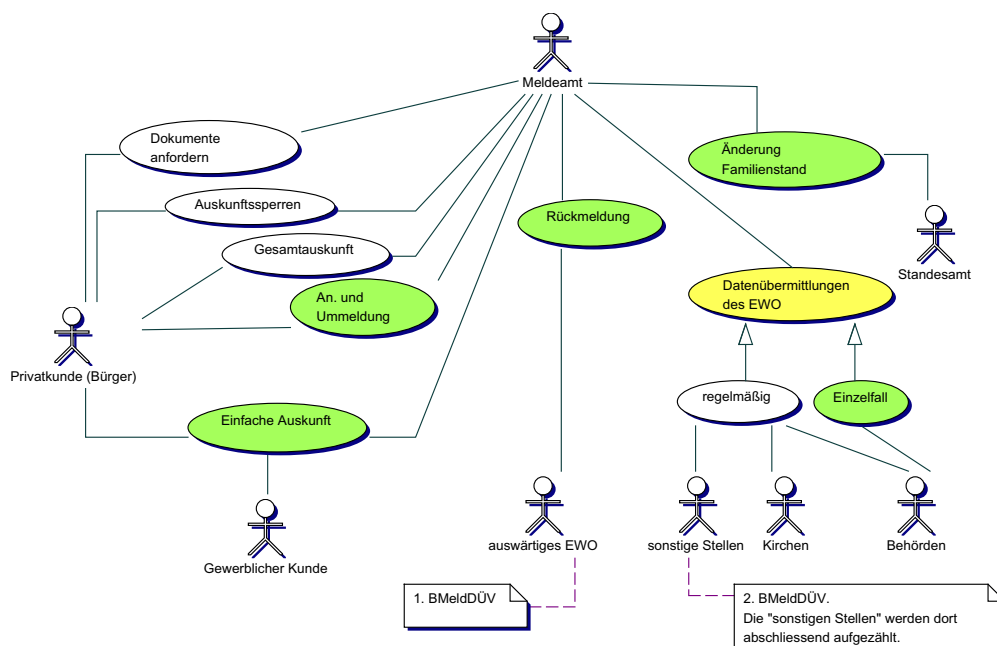 Meldeamt
Dokumente
anfordern
Änderung
Familienstand
Auskunftssperren
Rückmeldung
Gesamtauskunft
Standesamt
An. und
Ummeldung
Datenübermittlungen
des EWO
Privatkunde (Bürger)
regelmäßig
Einzelfall
Einfache Auskunft
auswärtiges EWO
sonstige Stellen
Kirchen
Behörden
Gewerblicher Kunde
1. BMeldDÜV
2. BMeldDÜV.
Die "sonstigen Stellen" werden dort
abschliessend aufgezählt.